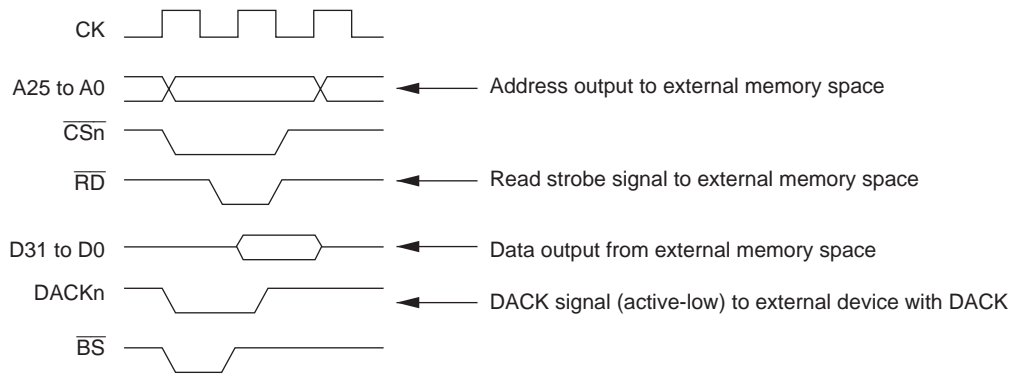 CK
A25 to A0 Address output to external memory space
CSn
RD Read strobe signal to external memory space
D31 to D0 Data output from external memory space
DACKn DACK signal (active-low) to external device with DACK
BS